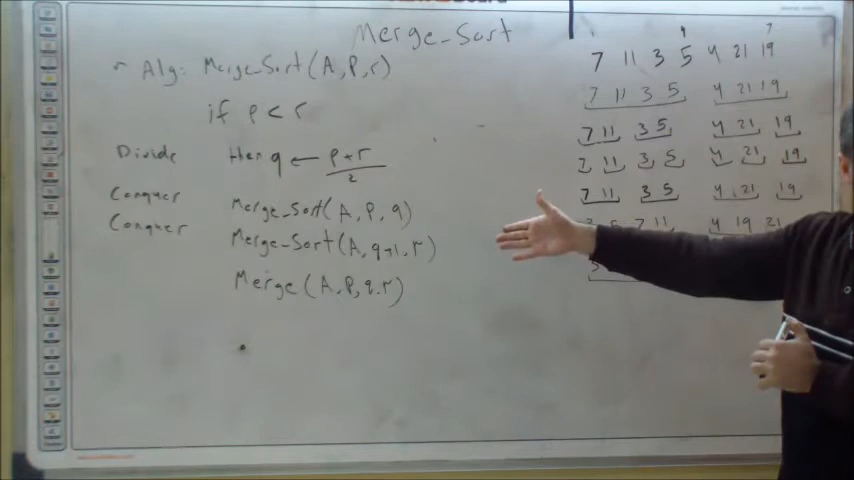 Merge-Sort
Alg: Merge-Sort(A,P,r)
if P < r
Divide then q ← P+r
2
Conquer Merge-Sort(A, P, q)
Conquer Merge-Sort(A, q+1, r)
Merge(A, P, q, r)
7
7 11 3 5 4 21 19
7 11 3 5 4 21 19
7 11 3 5 4 21 19
7 11 3 5 4 21 19
7 11 3 5 4 21 19
7 11 4 19 21